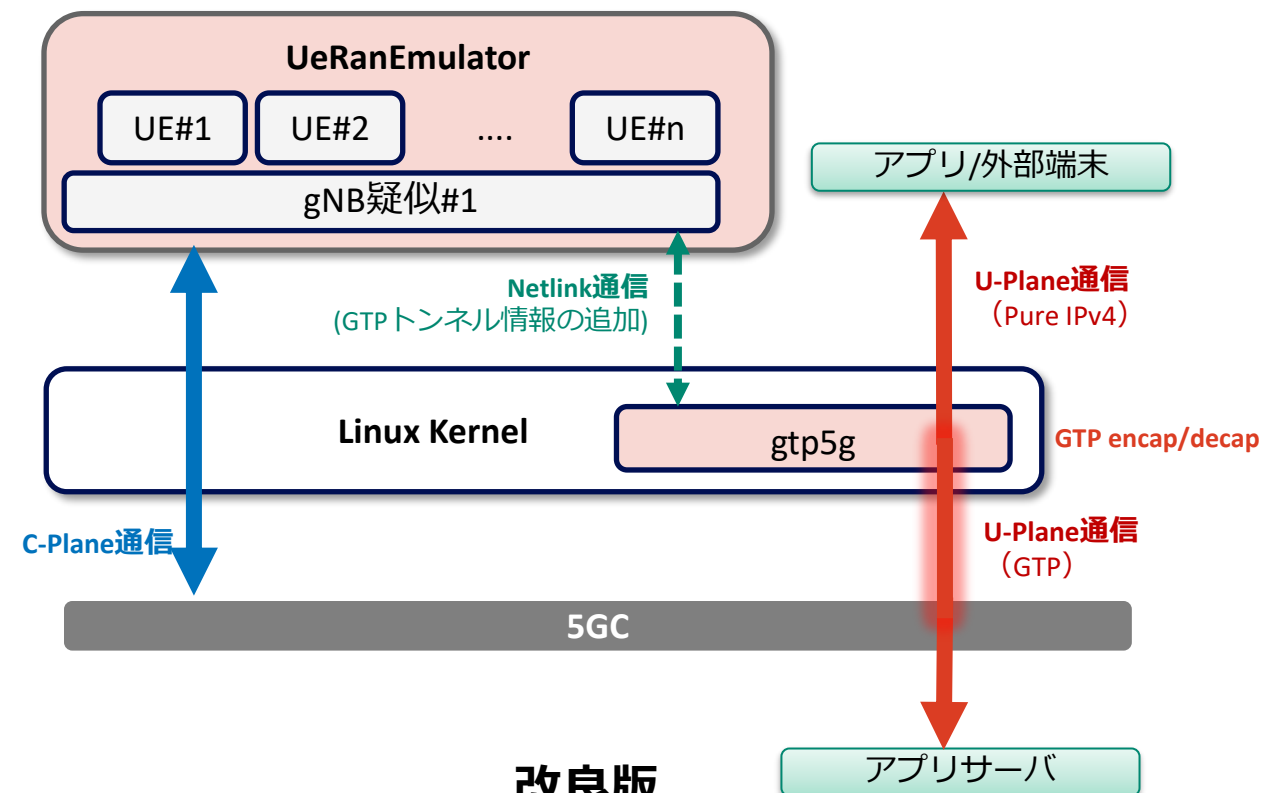 UeRanEmulator
UE#1
UE#2
....
UE#n
gNB疑似#1
アプリ/外部端末
Netlink通信
(GTPトンネル情報の追加)
U-Plane通信
（Pure IPv4）
Linux Kernel
gtp5g
GTP encap/decap
C-Plane通信
U-Plane通信
（GTP）
5GC
改良版
アプリサーバ